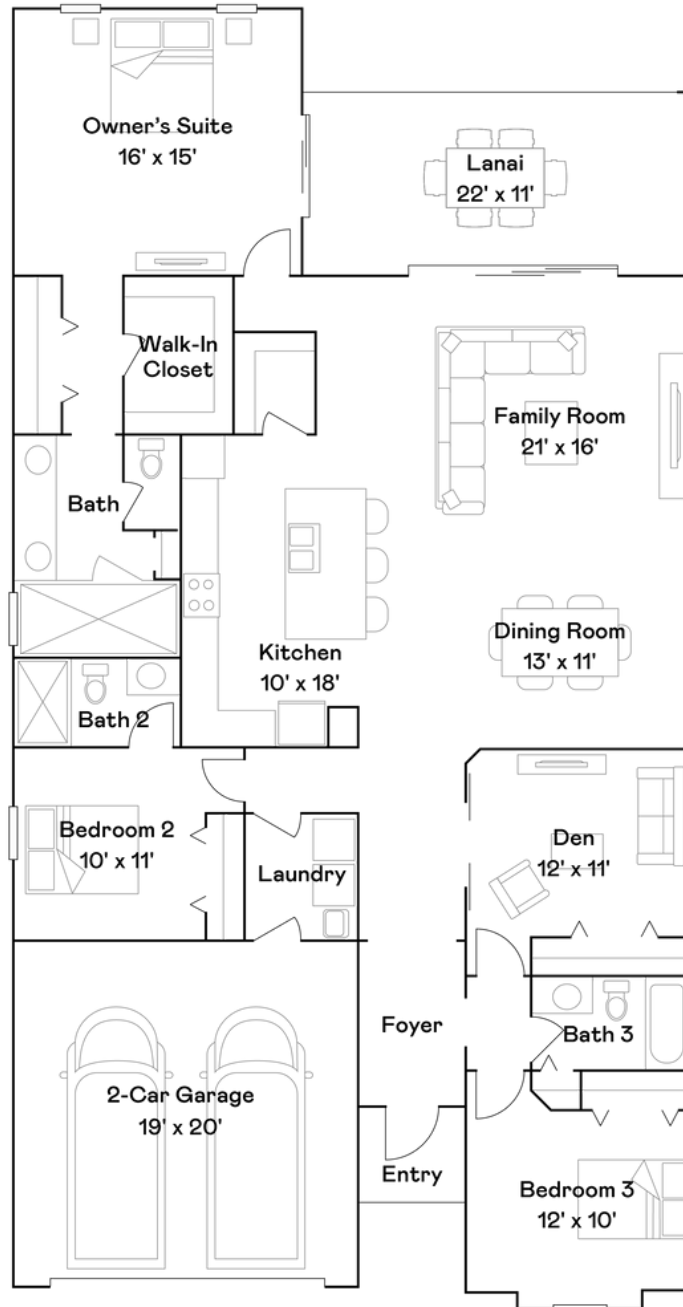 Owner's Suite
16' x 15'
Lanai
22' x 11'
Walk-In
Closet
Family Room
21' x 16'
Bath
Dining Room
13' x 11'
Kitchen
10' x 18'
Bath 2
Bedroom 2
10' x 11'
Den
12' x 11'
Laundry
Foyer
Bath 3
2-Car Garage
19' x 20'
Entry
Bedroom 3
12' x 10'